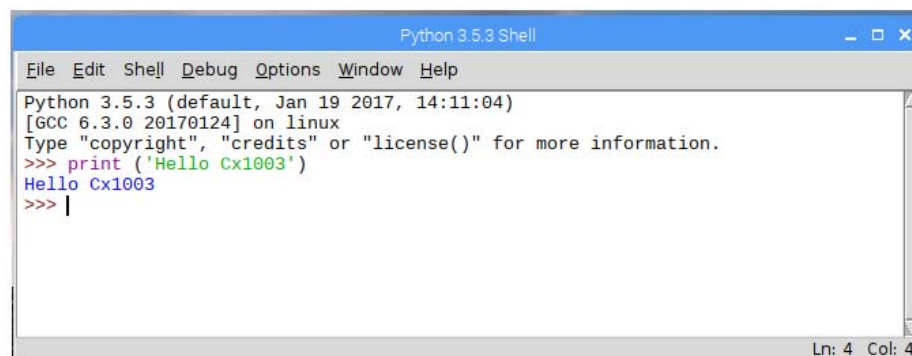 Python 3.5.3 Shell
File Edit Shell Debug Options Window Help
Python 3.5.3 (default, Jan 19 2017, 14:11:04)
[GCC 6.3.0 20170124] on linux
Type "copyright", "credits" or "license()" for more information.
>>> print ('Hello Cx1003')
Hello Cx1003
>>>
Ln: 4 Col: 4